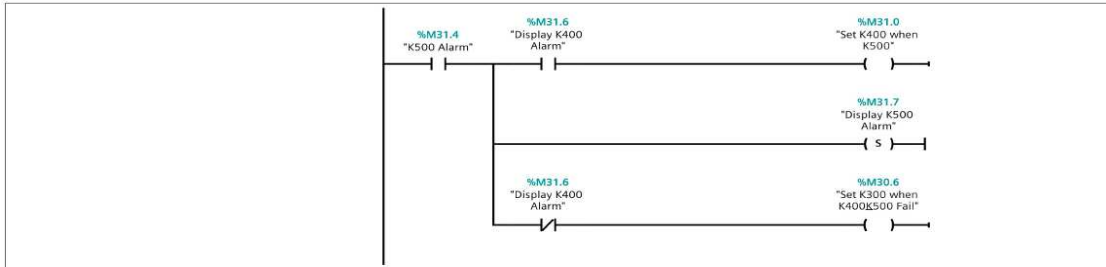 %M31.4
"K500 Alarm"
%M31.6
"Display K400
Alarm"
%M31.0
"Set K400 when
K500"
%M31.7
"Display K500
Alarm"
S
%M31.6
"Display K400
Alarm"
%M30.6
"Set K300 when
K400K500 Fail"